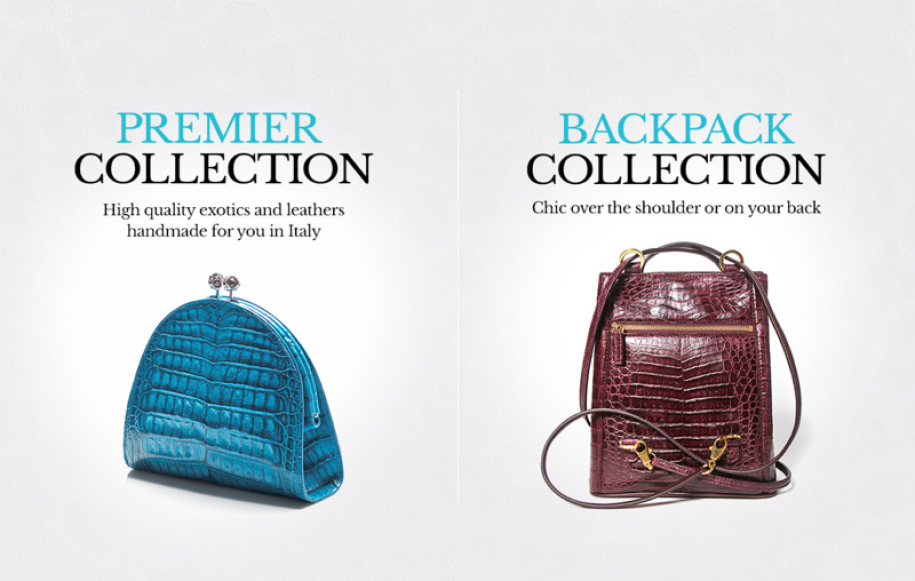 PREMIER
COLLECTION
High quality exotics and leathers
handmade for you in Italy
BACKPACK
COLLECTION
Chic over the shoulder or on your back